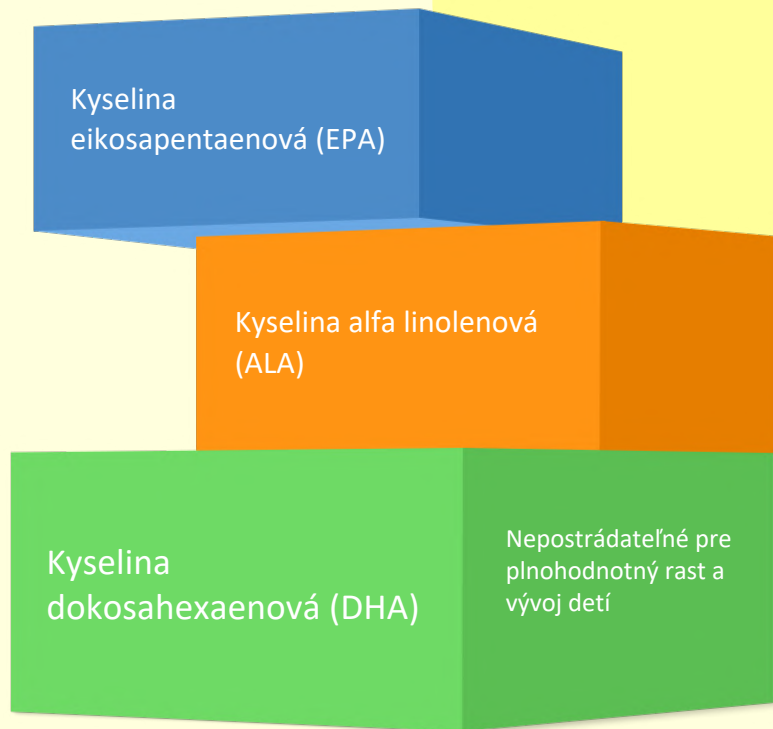 Kyselina
eikosapentaenová (EPA)
Kyselina alfa linolenová
(ALA)
Kyselina
dokosahexaenová (DHA)
Nepostrádateľné pre
plnohodnotný rast a
vývoj detí